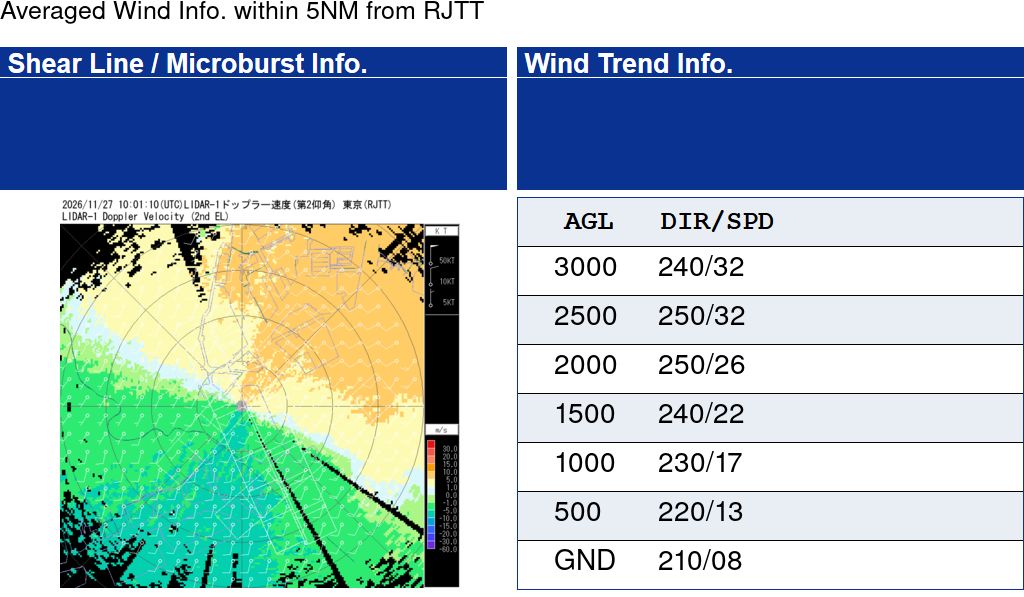 Averaged Wind Info. within 5NM from RJTT
Shear Line / Microburst Info.
Wind Trend Info.
2026/11/27 10:01:10(UTC)LIDAR-1ドップラー速度(第2仰角) 東京(RJTT)
LIDAR-1 Doppler Velocity (2nd EL)
KT
50KT
10KT
5KT
m/s
30.0
20.0
15.0
10.0
5.0
1.0
0.0
-1.0
-5.0
-10.0
-15.0
-20.0
-30.0
-60.0
AGL DIR/SPD
3000 240/32
2500 250/32
2000 250/26
1500 240/22
1000 230/17
500 220/13
GND 210/08